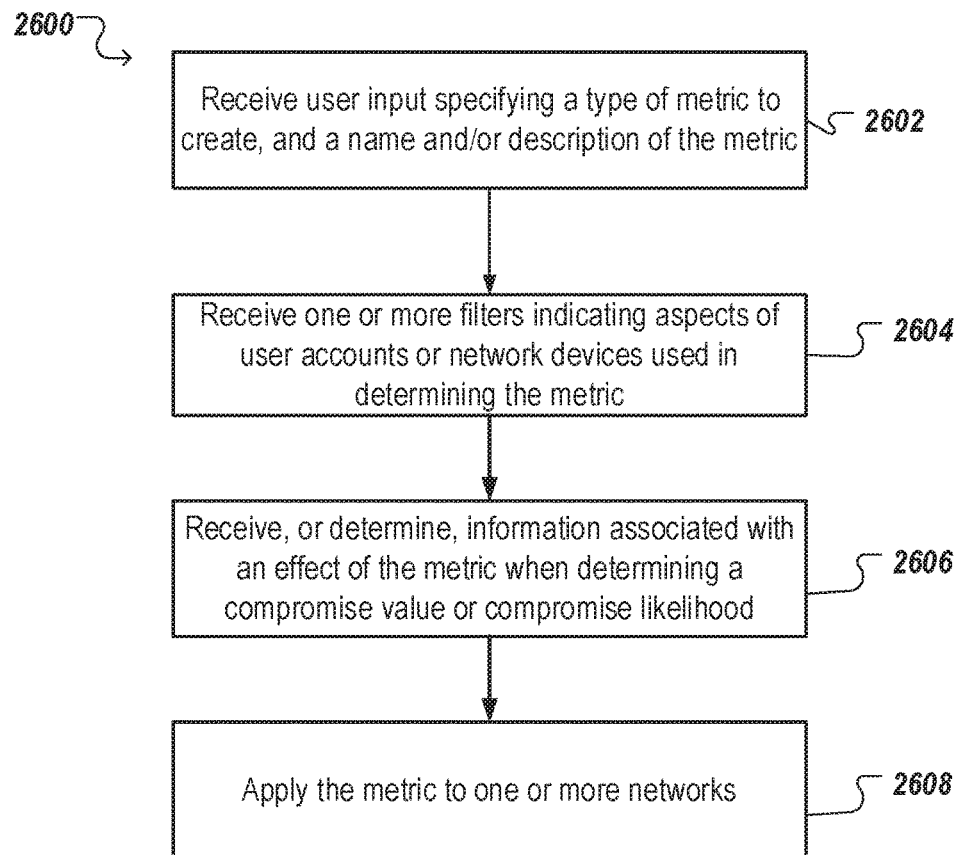 2600
Receive user input specifying a type of metric to
create, and a name and/or description of the metric
2602
Receive one or more filters indicating aspects of
user accounts or network devices used in
determining the metric
2604
Receive, or determine, information associated with
an effect of the metric when determining a
compromise value or compromise likelihood
2606
Apply the metric to one or more networks
2608